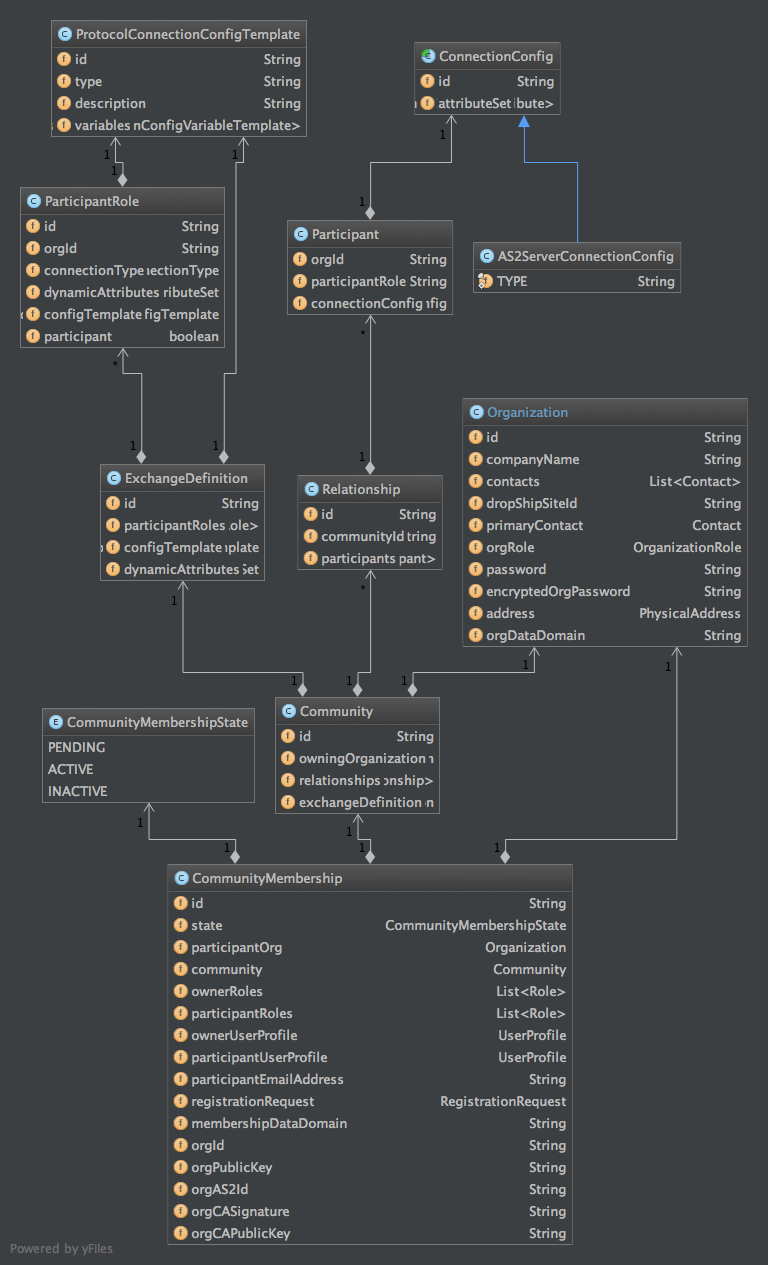 C ProtocolConnectionConfigTemplate
f id String
f type String
f description String
f variables nConfigVariableTemplate>
C ConnectionConfig
f id String
f attributeSet ibute>
1
1
1
1
1
1
C ParticipantRole
f id String
f orgId String
f connectionType nectionType
f dynamicAttributes ributeSet
f configTemplate figTemplate
f participant boolean
C Participant
f orgId String
f participantRole String
f connectionConfig nfig
C AS2ServerConnectionConfig
f TYPE String
*
*
1
1
1
C ExchangeDefinition
f id String
f participantRoles ole>
f configTemplate mplate
f dynamicAttributes Set
C Relationship
f id String
f communityId tring
f participants pant>
C Organization
f id String
f companyName String
f contacts List<Contact>
f dropShipSiteId String
f primaryContact Contact
f orgRole OrganizationRole
f password String
f encryptedOrgPassword String
f address PhysicalAddress
f orgDataDomain String
1
*
1
1
1
1
1
E CommunityMembershipState
PENDING
ACTIVE
INACTIVE
C Community
f id String
f owningOrganization n
f relationships onship>
f exchangeDefinition on
1
1
1
1
1
C CommunityMembership
f id String
f state CommunityMembershipState
f participantOrg Organization
f community Community
f ownerRoles List<Role>
f participantRoles List<Role>
f ownerUserProfile UserProfile
f participantUserProfile UserProfile
f participantEmailAddress String
f registrationRequest RegistrationRequest
f membershipDataDomain String
f orgId String
f orgPublicKey String
f orgAS2Id String
f orgCASignature String
f orgCAPublicKey String
Powered by yFiles